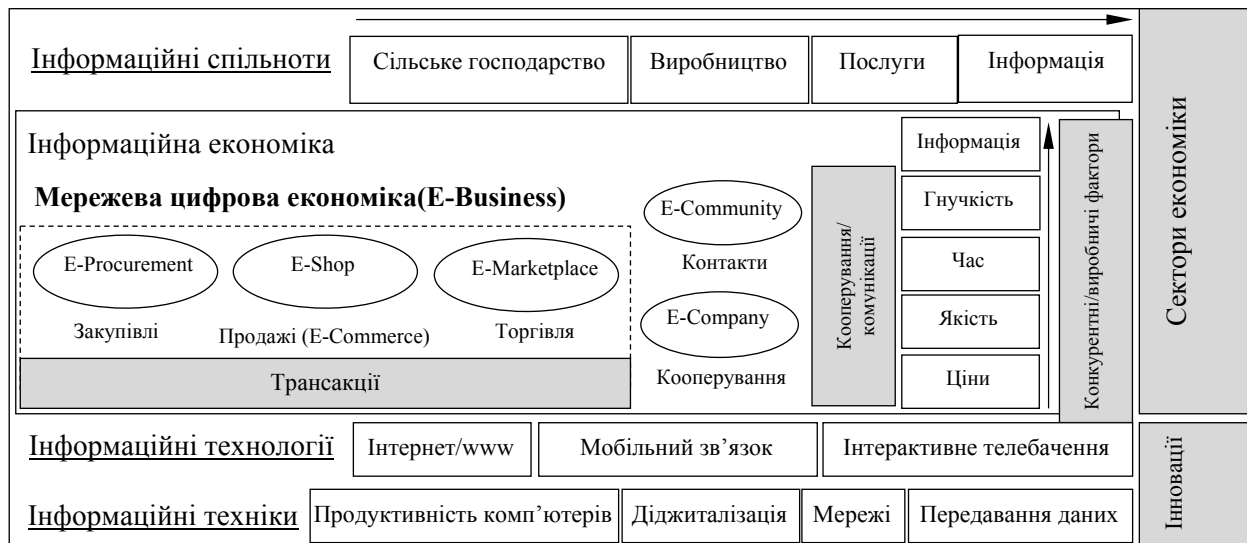 Інформаційні спільноти
Сільське господарство
Виробництво
Послуги
Інформація
Сектори економіки
Інформаційна економіка
Мережева цифрова економіка(E-Business)
E-Procurement
Закупівлі
E-Shop
Продажі (E-Commerce)
E-Marketplace
Торгівля
Трансакції
E-Community
Контакти
E-Company
Кооперування
Кооперування/
комунікації
Інформація
Гнучкість
Час
Якість
Ціни
Конкурентні/виробничі фактори
Інформаційні технології
Інтернет/www
Мобільний зв’язок
Інтерактивне телебачення
Інновації
Інформаційні техніки
Продуктивність комп’ютерів
Діджиталізація
Мережі
Передавання даних